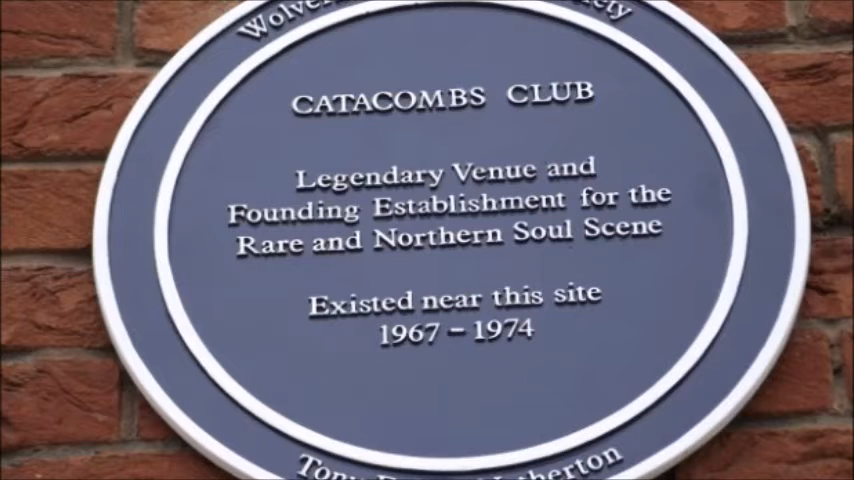 CATACOMBS CLUB
Legendary Venue and
Founding Establishment for the
Rare and Northern Soul Scene
Existed near this site
1967 – 1974